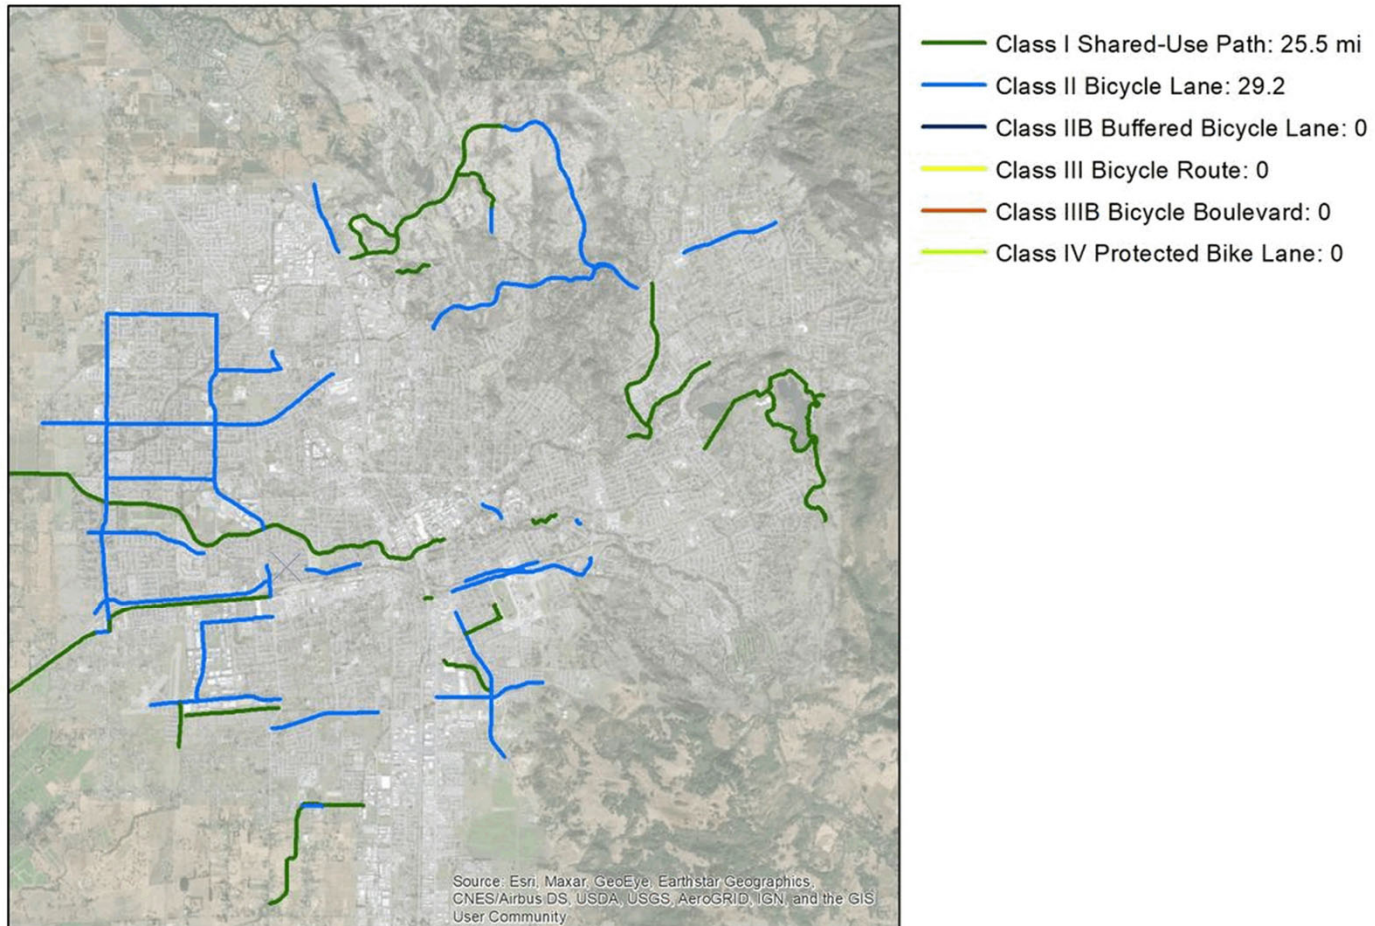 Class I Shared-Use Path: 25.5 mi
Class II Bicycle Lane: 29.2
Class IIB Buffered Bicycle Lane: 0
Class III Bicycle Route: 0
Class IIIB Bicycle Boulevard: 0
Class IV Protected Bike Lane: 0
Source: Esri, Maxar, GeoEye, Earthstar Geographics,
CNES/Airbus DS, USDA, USGS, AeroGRID, IGN, and the GIS
User Community